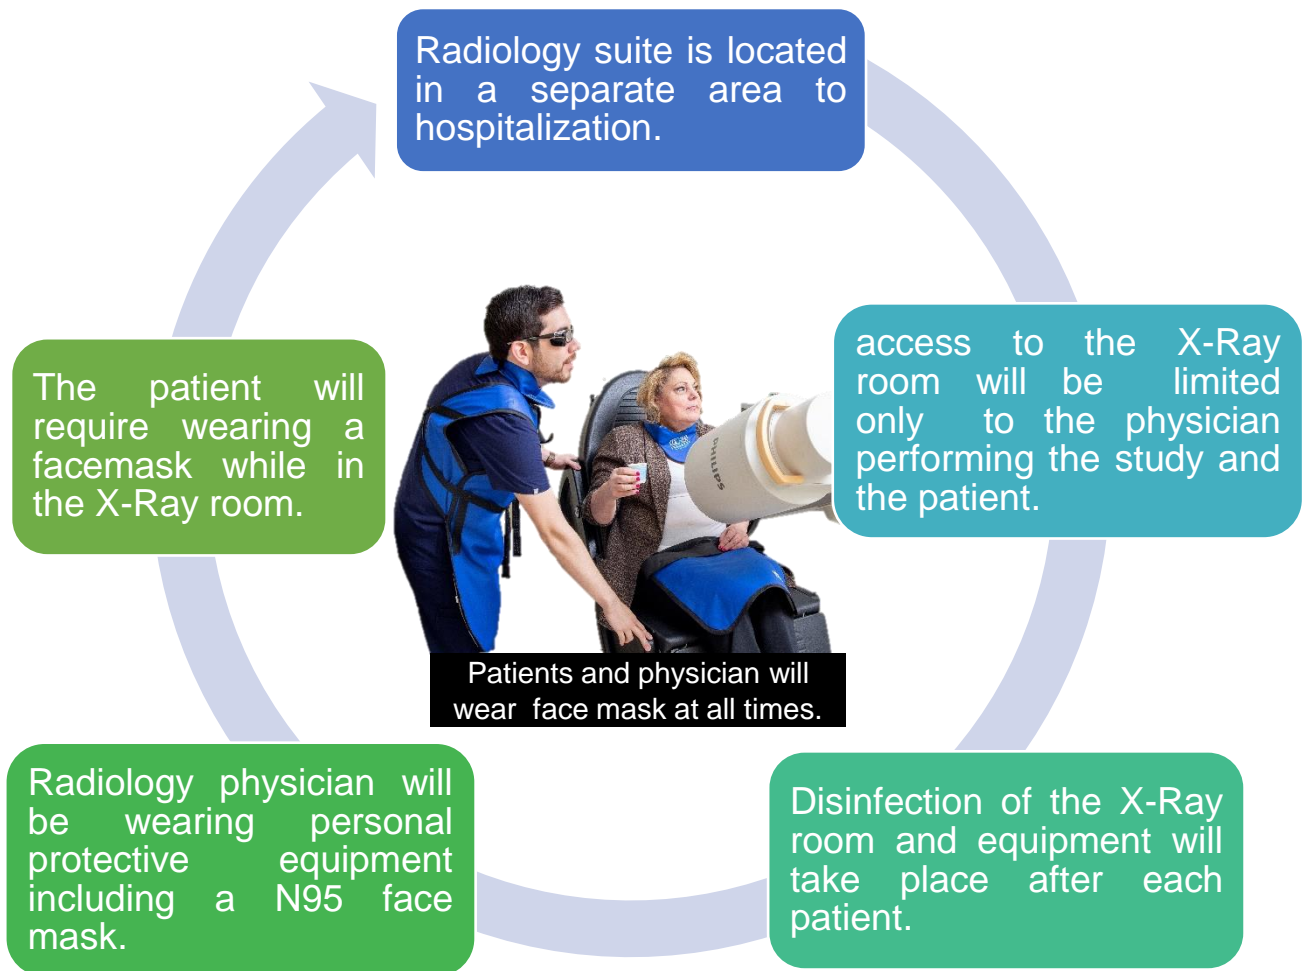 Radiology suite is located
in a separate area to
hospitalization.
access to the X-Ray
room will be limited
only to the physician
performing the study and
the patient.
Disinfection of the X-Ray
room and equipment will
take place after each
patient.
Radiology physician will
be wearing personal
protective equipment
including a N95 face
mask.
The patient will
require wearing a
facemask while in
the X-Ray room.
PHILIPS
Patients and physician will
wear face mask at all times.